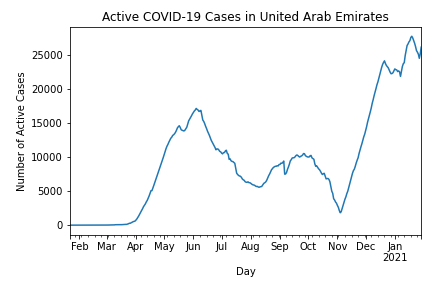 Active COVID-19 Cases in United Arab Emirates
Number of Active Cases
25000
20000
15000
10000
5000
0
Feb Mar Apr May Jun Jul Aug Sep Oct Nov Dec Jan
2021
Day